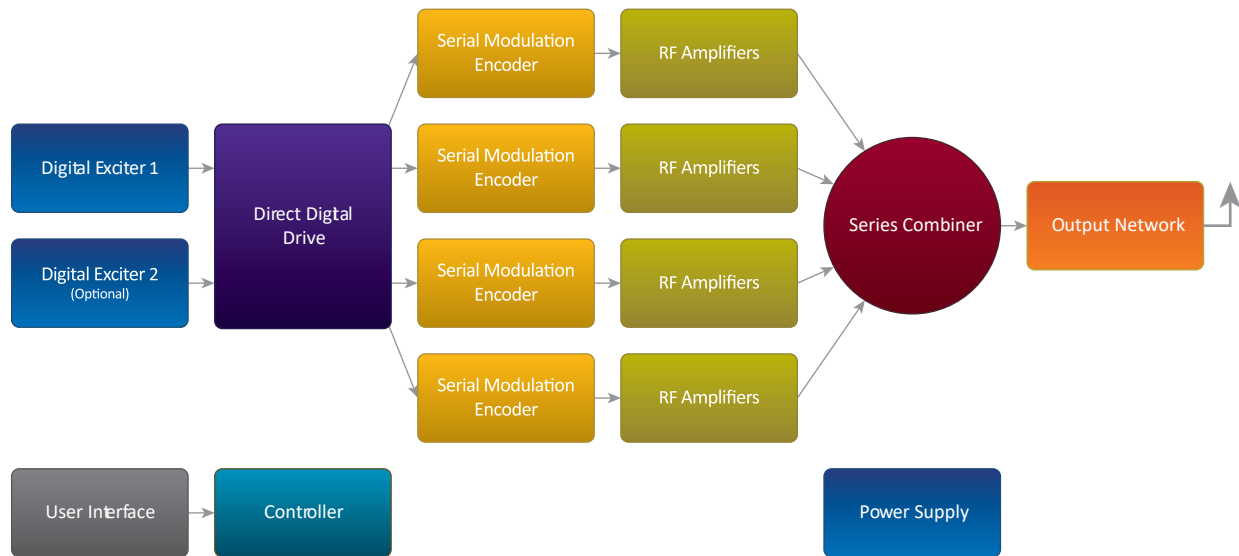 Serial Modulation
Encoder
RF Amplifiers
Digital Exciter 1
Serial Modulation
Encoder
RF Amplifiers
Direct Digital
Drive
Series Combiner
Output Network
Digital Exciter 2
(Optional)
Serial Modulation
Encoder
RF Amplifiers
Serial Modulation
Encoder
RF Amplifiers
User Interface
Controller
Power Supply